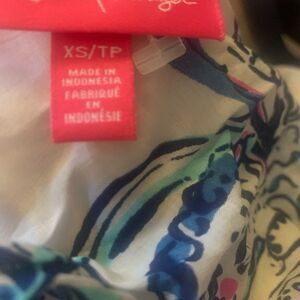 XS/TP
MADE IN
INDONESIA
FABRIQUÉ
EN
INDONÉSIE